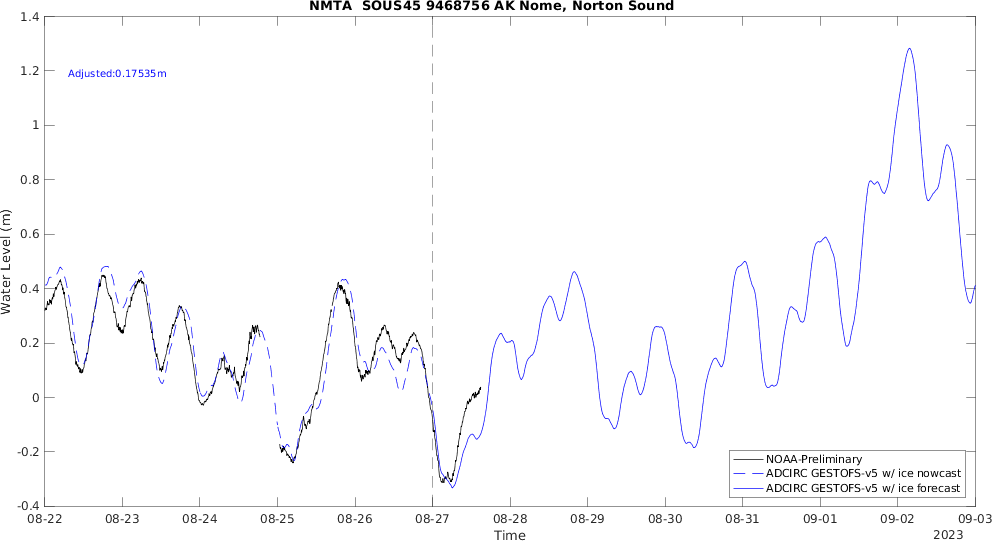 NMTA  SOUS45 9468756 AK Nome, Norton Sound
Adjusted:0.17535m
1.4
1.2
1
0.8
0.6
0.4
0.2
0
-0.2
-0.4
Water Level (m)
NOAA-Preliminary
ADCIRC GESTOFS-v5 w/ ice nowcast
ADCIRC GESTOFS-v5 w/ ice forecast
08-22 08-23 08-24 08-25 08-26 08-27 08-28 08-29 08-30 08-31 09-01 09-02 09-03
Time
2023